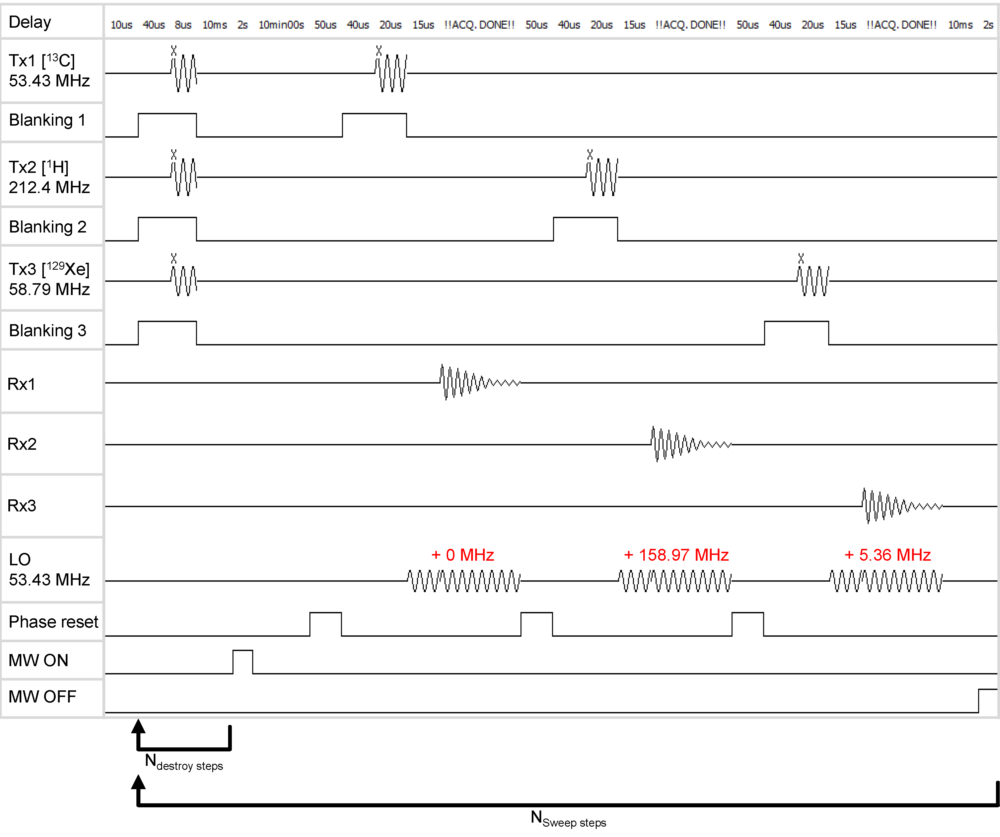 Delay 10us 40us 8us 10ms 2s 10min00s 50us 40us 20us 15us !!ACQ. DONE!! 50us 40us 20us 15us !!ACQ. DONE!! 50us 40us 20us 15us !!ACQ. DONE!! 10ms 2s
X X
Tx1 [¹³C]
53.43 MHz
Blanking 1
X X
Tx2 [¹H]
212.4 MHz
Blanking 2
X X
Tx3 [¹²⁹Xe]
58.79 MHz
Blanking 3
Rx1
Rx2
Rx3
+ 0 MHz + 158.97 MHz + 5.36 MHz
LO
53.43 MHz
Phase reset
MW ON
MW OFF
Ndestroy steps
NSweep steps